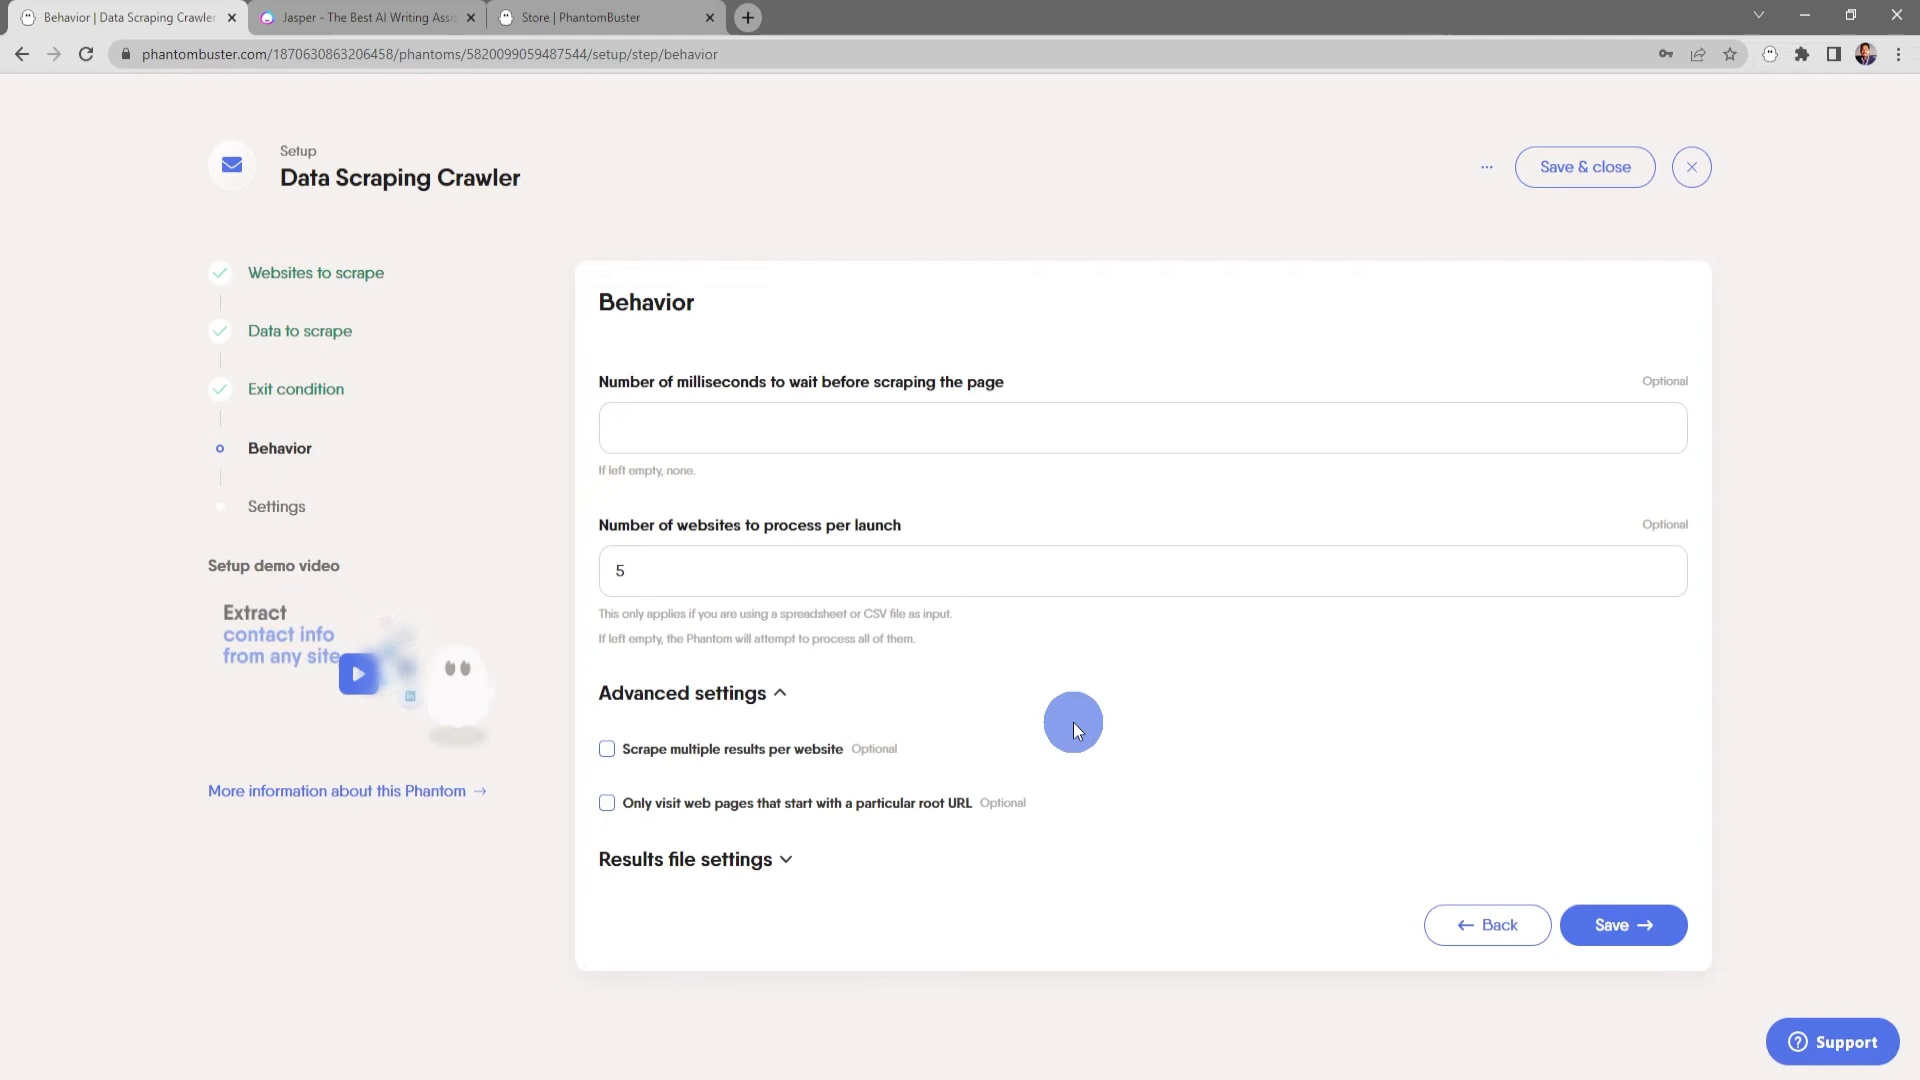 Behavior | Data Scraping Crawler
Jasper - The Best AI Writing Assis
Store | PhantomBuster
phantombuster.com/1870630863206458/phantoms/5820099059487544/setup/step/behavior
Setup
Data Scraping Crawler
...
Save & close
Websites to scrape
Data to scrape
Exit condition
Behavior
Settings
Setup demo video
Extract
contact info
from any site
in
More information about this Phantom →
Behavior
Number of milliseconds to wait before scraping the page
Optional
If left empty, none.
Number of websites to process per launch
Optional
5
This only applies if you are using a spreadsheet or CSV file as input.
If left empty, the Phantom will attempt to process all of them.
Advanced settings
Scrape multiple results per website Optional
Only visit web pages that start with a particular root URL Optional
Results file settings
← Back
Save →
? Support